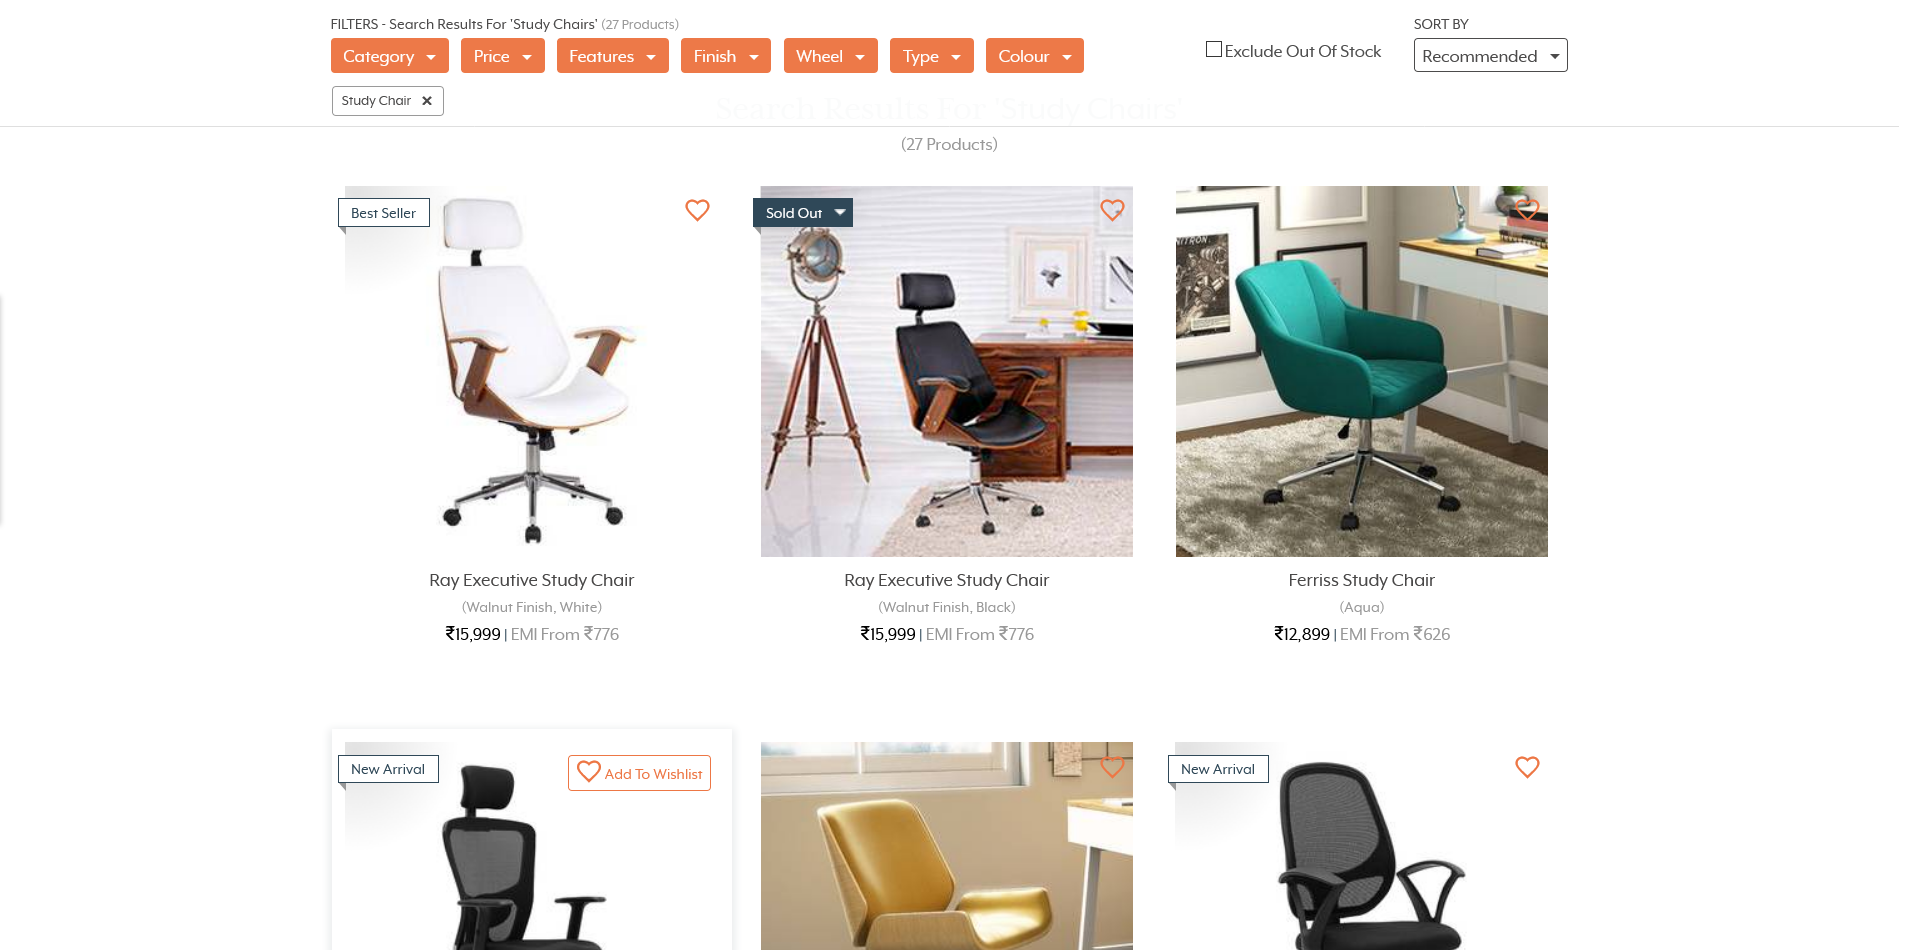 FILTERS - Search Results For 'Study Chairs' (27 Products)
SORT BY
Category
Price
Features
Finish
Wheel
Type
Colour
Exclude Out Of Stock
Recommended
Study Chair ✕
Search Results For 'Study Chairs'
(27 Products)
Best Seller
Sold Out
NITRON.
Ray Executive Study Chair
(Walnut Finish, White)
₹15,999 | EMI From ₹776
Ray Executive Study Chair
(Walnut Finish, Black)
₹15,999 | EMI From ₹776
Ferriss Study Chair
(Aqua)
₹12,899 | EMI From ₹626
New Arrival
Add To Wishlist
New Arrival